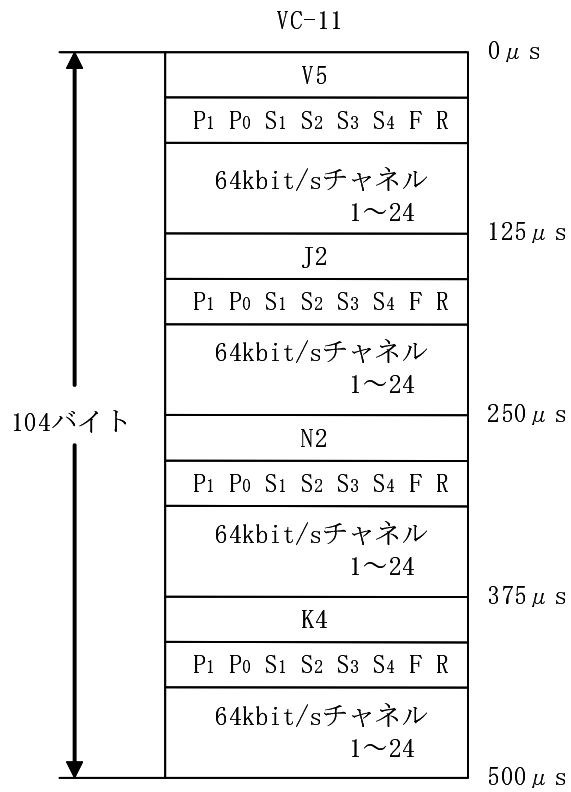 VC-11
0μs
V5
P1 P0 S1 S2 S3 S4 F R
64kbit/sチャネル
1～24
125μs
J2
P1 P0 S1 S2 S3 S4 F R
64kbit/sチャネル
1～24
250μs
104バイト
N2
P1 P0 S1 S2 S3 S4 F R
64kbit/sチャネル
1～24
375μs
K4
P1 P0 S1 S2 S3 S4 F R
64kbit/sチャネル
1～24
500μs